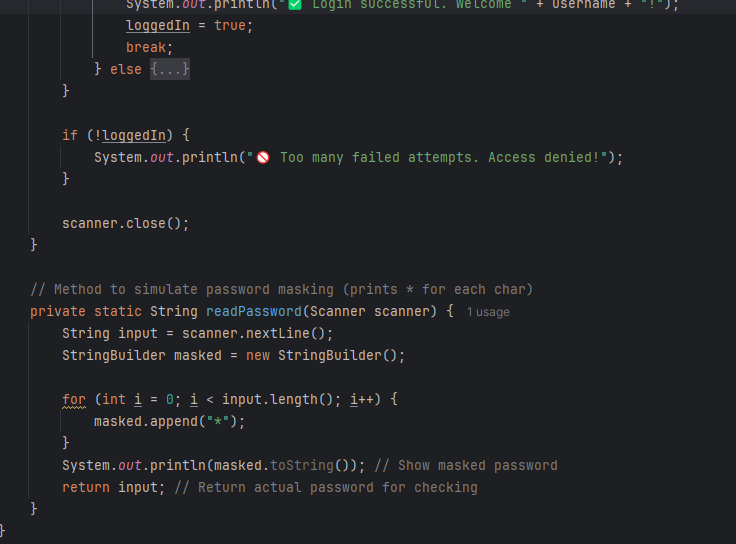 System.out.println("✅ Login successful. Welcome " + username + "!");
loggedIn = true;
break;
} else {...}
}
if (!loggedIn) {
System.out.println("🚫 Too many failed attempts. Access denied!");
}
scanner.close();
}
// Method to simulate password masking (prints * for each char)
private static String readPassword(Scanner scanner) { 1 usage
String input = scanner.nextLine();
StringBuilder masked = new StringBuilder();
for (int i = 0; i < input.length(); i++) {
masked.append("*");
}
System.out.println(masked.toString()); // Show masked password
return input; // Return actual password for checking
}
}